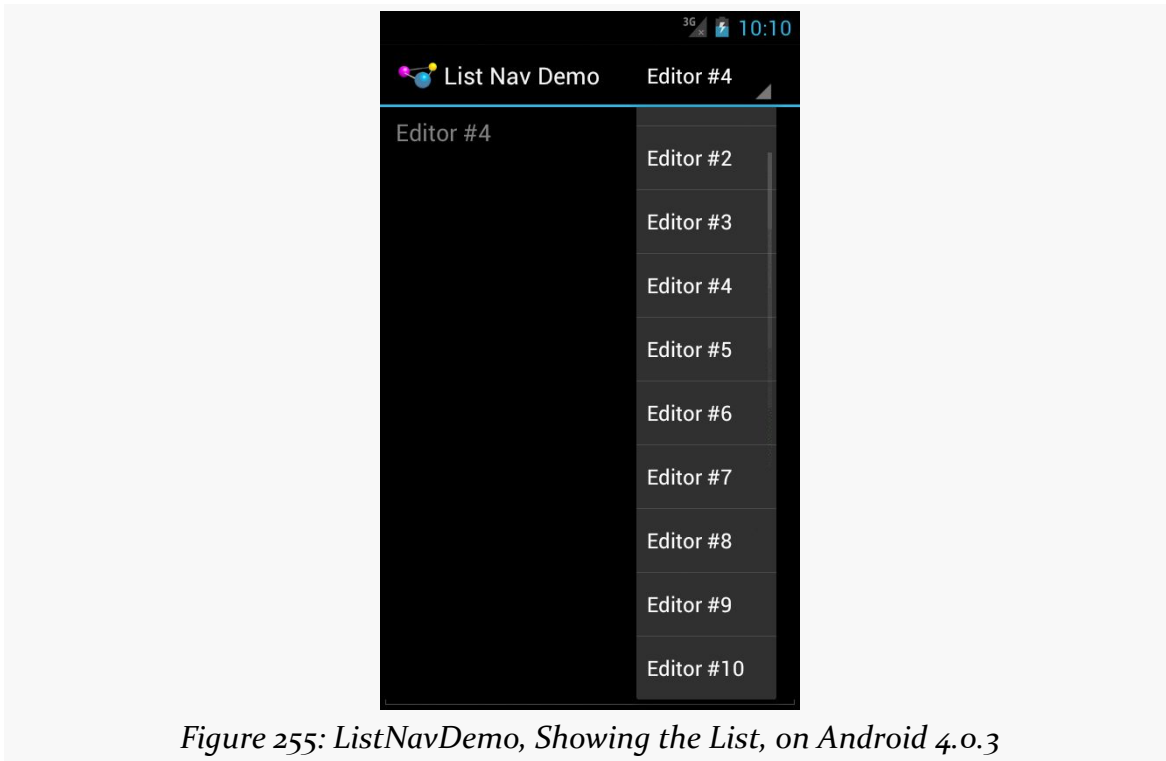 3G 10:10
List Nav Demo Editor #4
Editor #4
Editor #2
Editor #3
Editor #4
Editor #5
Editor #6
Editor #7
Editor #8
Editor #9
Editor #10
Figure 255: ListNavDemo, Showing the List, on Android 4.0.3